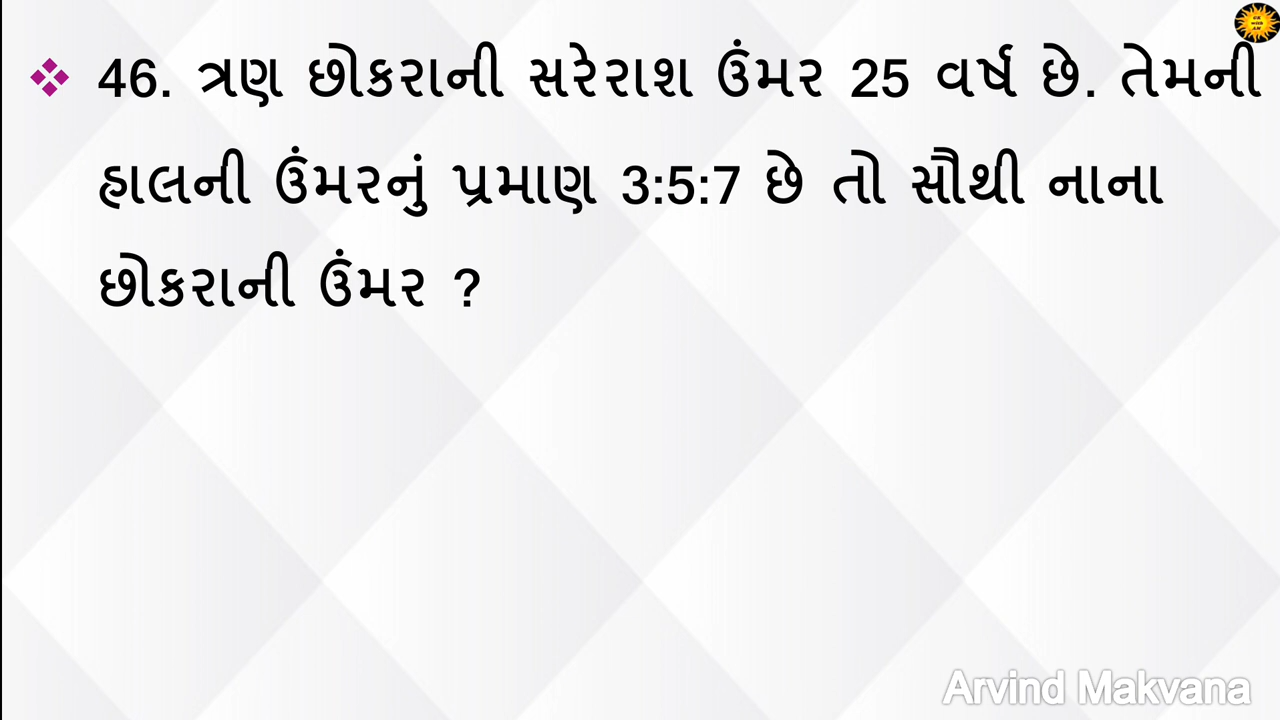 ❖ 46. ત્રણ છોકરાની સરેરાશ ઉંમર 25 વર્ષ છે. તેમની
હાલની ઉંમરનું પ્રમાણ 3:5:7 છે તો સૌથી નાના
છોકરાની ઉંમર ?
Arvind Makvana